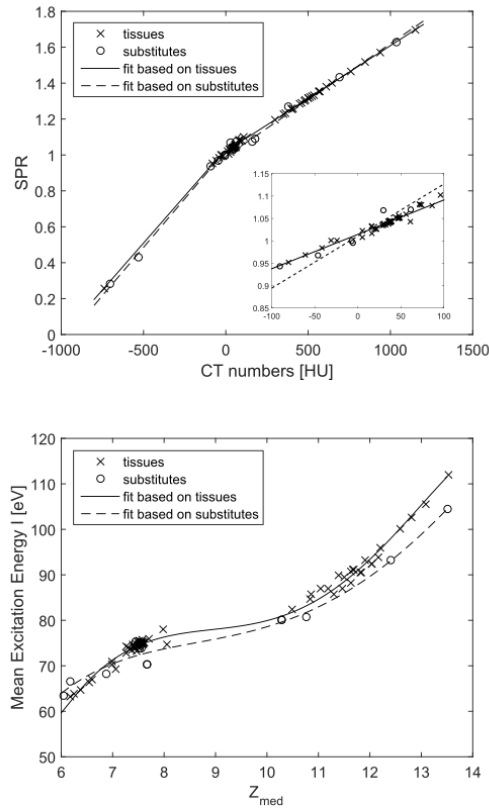 1.8
1.6
1.4
1.2
1
0.8
0.6
0.4
0.2
0
SPR
tissues
substitutes
fit based on tissues
fit based on substitutes
1.15
1.1
1.05
1
0.95
0.9
0.85
-100 -50 0 50 100
-1000 -500 0 500 1000 1500
CT numbers [HU]
120
110
100
90
80
70
60
50
Mean Excitation Energy I [eV]
tissues
substitutes
fit based on tissues
fit based on substitutes
6 7 8 9 10 11 12 13 14
Zmed